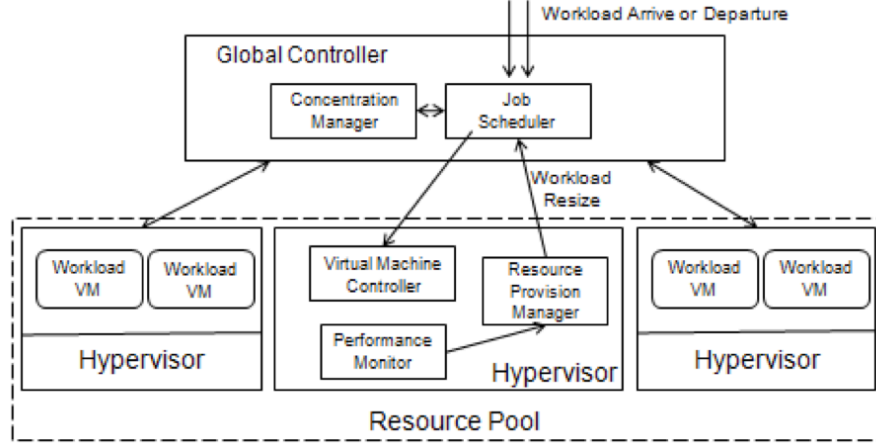 Workload Arrive or Departure
Global Controller
Concentration
Manager
Job
Scheduler
Workload
Resize
Workload
VM
Workload
VM
Hypervisor
Virtual Machine
Controller
Resource
Provision
Manager
Performance
Monitor
Hypervisor
Workload
VM
Workload
VM
Hypervisor
Resource Pool